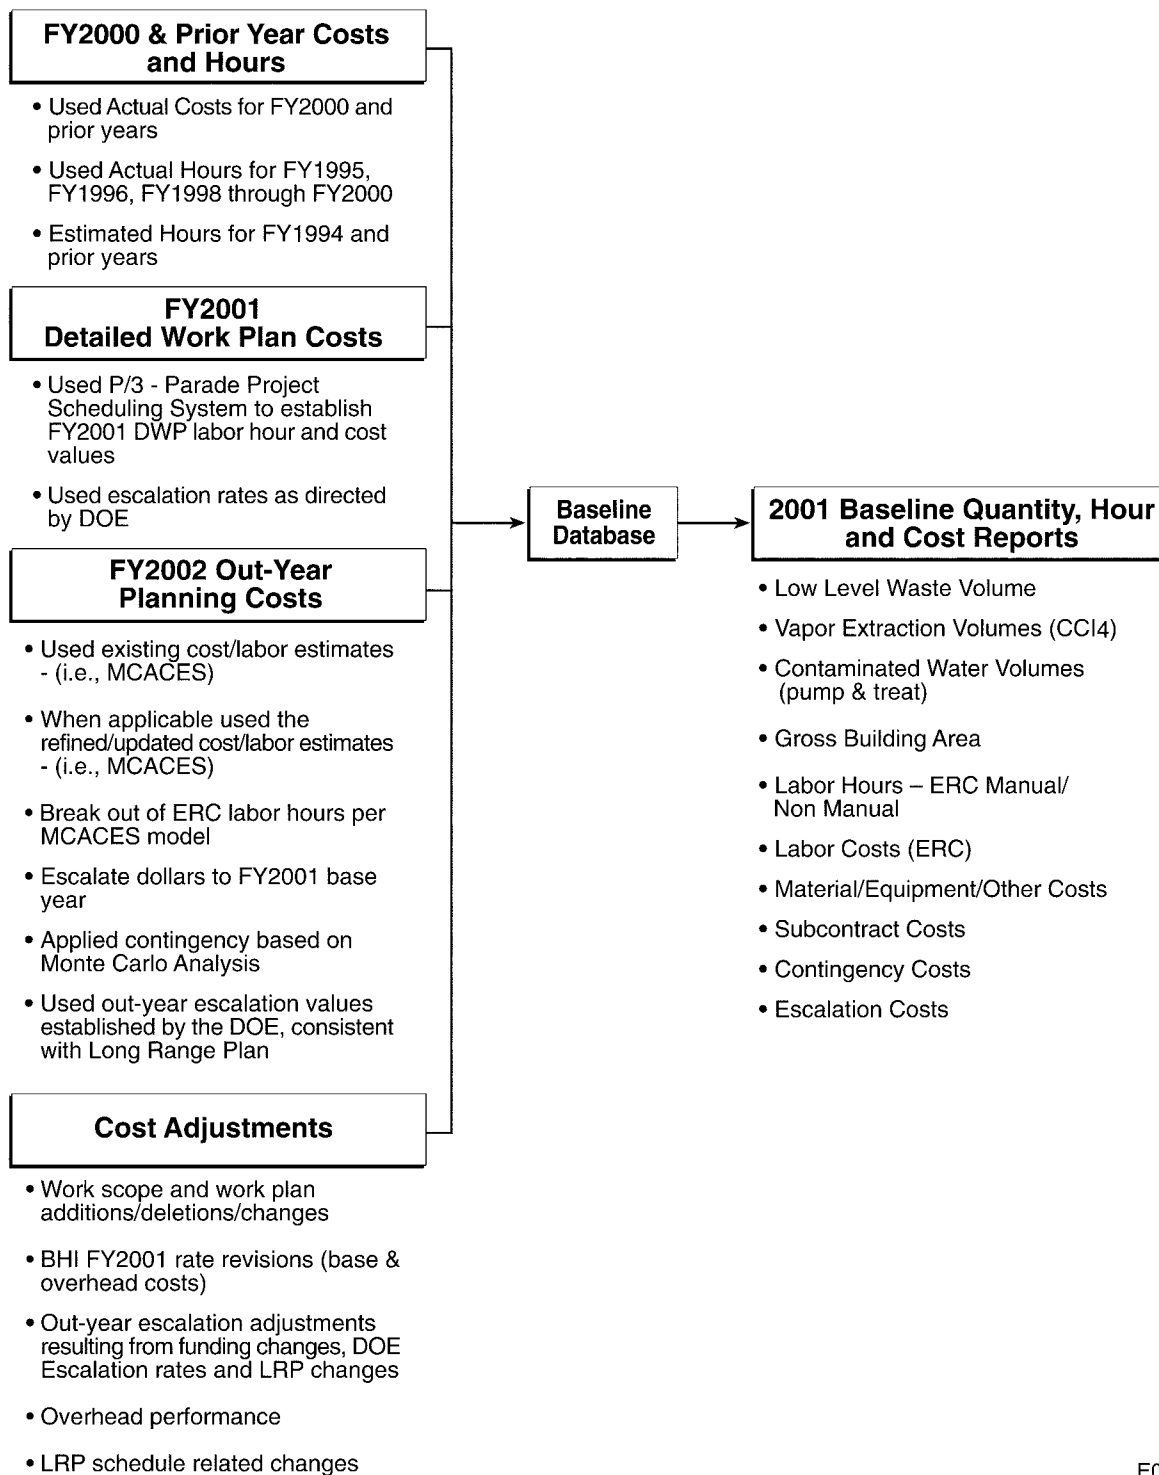 FY2000 & Prior Year Costs
and Hours
• Used Actual Costs for FY2000 and
prior years
• Used Actual Hours for FY1995,
FY1996, FY1998 through FY2000
• Estimated Hours for FY1994 and
prior years
FY2001
Detailed Work Plan Costs
• Used P/3 - Parade Project
Scheduling System to establish
FY2001 DWP labor hour and cost
values
• Used escalation rates as directed
by DOE
FY2002 Out-Year
Planning Costs
• Used existing cost/labor estimates
- (i.e., MCACES)
• When applicable used the
refined/updated cost/labor estimates
- (i.e., MCACES)
• Break out of ERC labor hours per
MCACES model
• Escalate dollars to FY2001 base
year
• Applied contingency based on
Monte Carlo Analysis
• Used out-year escalation values
established by the DOE, consistent
with Long Range Plan
Cost Adjustments
• Work scope and work plan
additions/deletions/changes
• BHI FY2001 rate revisions (base &
overhead costs)
• Out-year escalation adjustments
resulting from funding changes, DOE
Escalation rates and LRP changes
• Overhead performance
• LRP schedule related changes
Baseline
Database
2001 Baseline Quantity, Hour
and Cost Reports
• Low Level Waste Volume
• Vapor Extraction Volumes (CCl4)
• Contaminated Water Volumes
(pump & treat)
• Gross Building Area
• Labor Hours – ERC Manual/
Non Manual
• Labor Costs (ERC)
• Material/Equipment/Other Costs
• Subcontract Costs
• Contingency Costs
• Escalation Costs